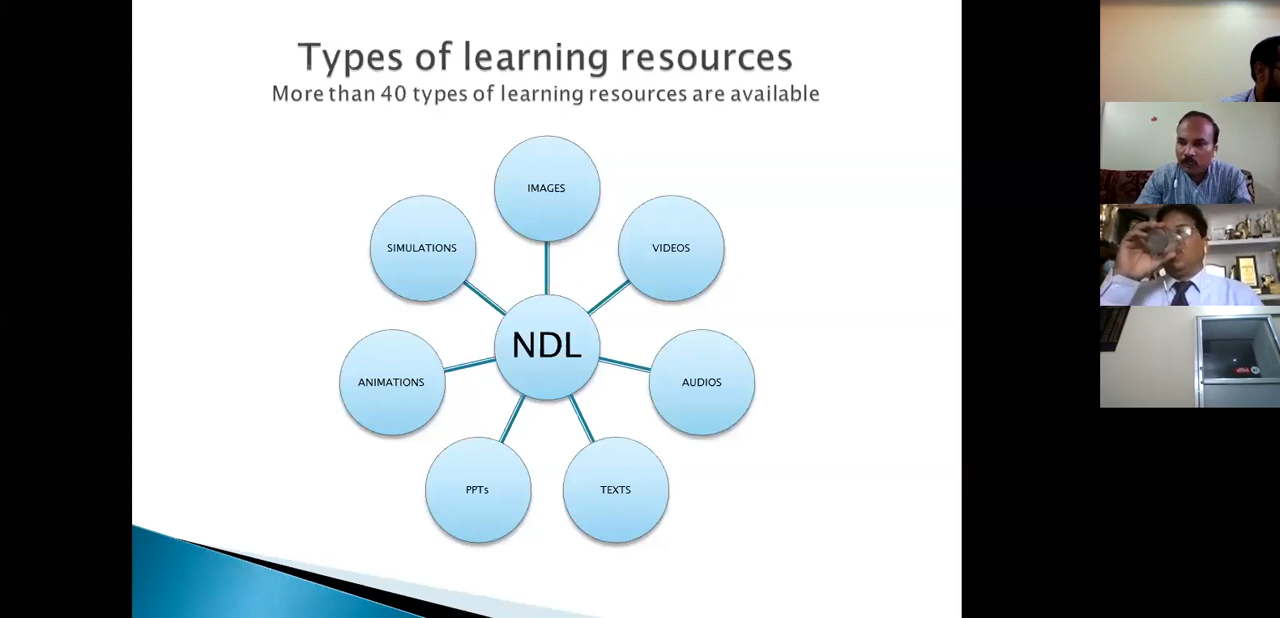 Types of learning resources
More than 40 types of learning resources are available
IMAGES
SIMULATIONS
VIDEOS
NDL
ANIMATIONS
AUDIOS
PPTs
TEXTS